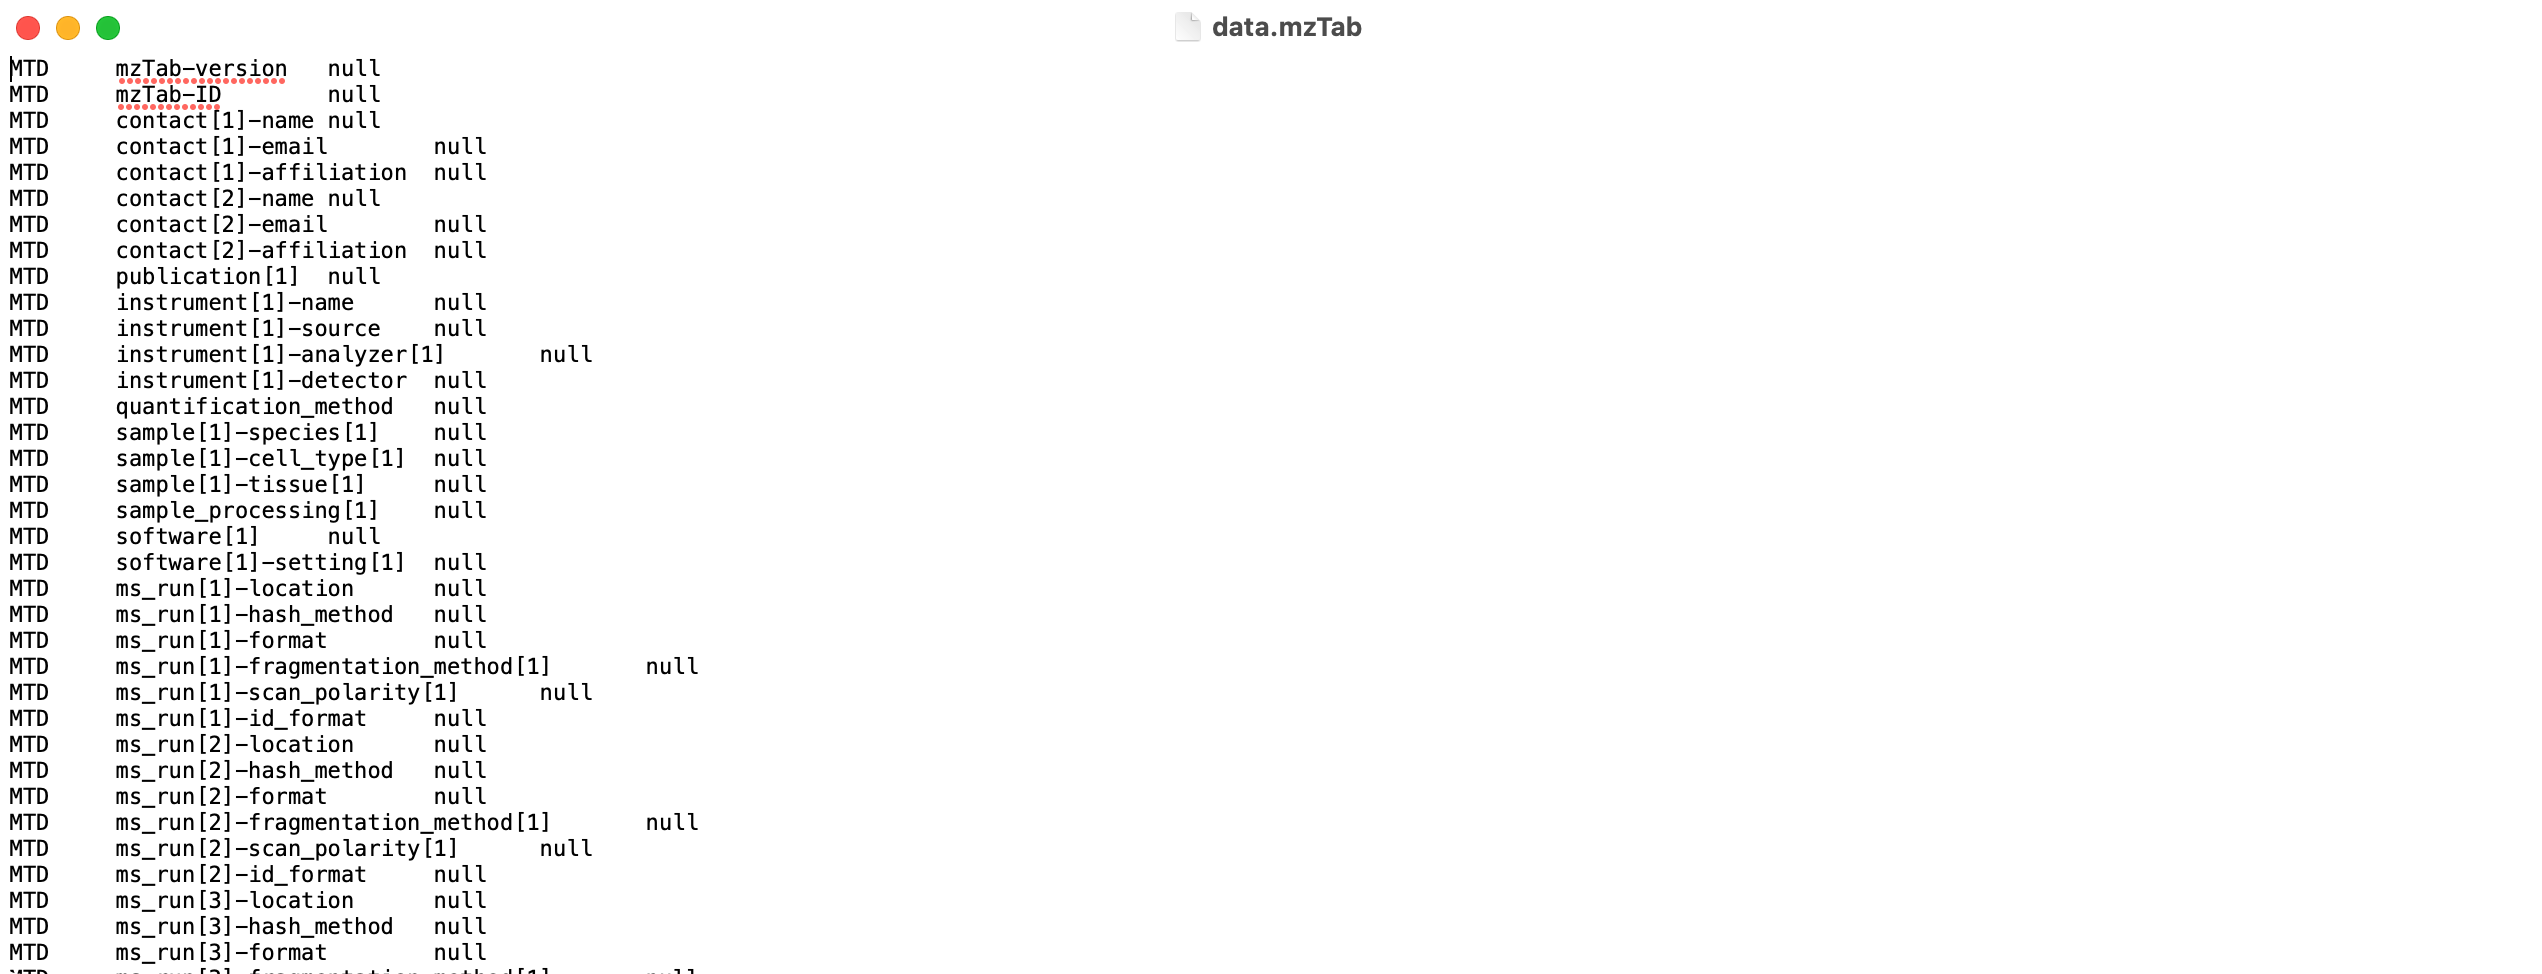 data.mzTab
MTD	mzTab-version	null
MTD	mzTab-ID	null
MTD	contact[1]-name	null
MTD	contact[1]-email	null
MTD	contact[1]-affiliation	null
MTD	contact[2]-name	null
MTD	contact[2]-email	null
MTD	contact[2]-affiliation	null
MTD	publication[1]	null
MTD	instrument[1]-name	null
MTD	instrument[1]-source	null
MTD	instrument[1]-analyzer[1]	null
MTD	instrument[1]-detector	null
MTD	quantification_method	null
MTD	sample[1]-species[1]	null
MTD	sample[1]-cell_type[1]	null
MTD	sample[1]-tissue[1]	null
MTD	sample_processing[1]	null
MTD	software[1]	null
MTD	software[1]-setting[1]	null
MTD	ms_run[1]-location	null
MTD	ms_run[1]-hash_method	null
MTD	ms_run[1]-format	null
MTD	ms_run[1]-fragmentation_method[1]	null
MTD	ms_run[1]-scan_polarity[1]	null
MTD	ms_run[1]-id_format	null
MTD	ms_run[2]-location	null
MTD	ms_run[2]-hash_method	null
MTD	ms_run[2]-format	null
MTD	ms_run[2]-fragmentation_method[1]	null
MTD	ms_run[2]-scan_polarity[1]	null
MTD	ms_run[2]-id_format	null
MTD	ms_run[3]-location	null
MTD	ms_run[3]-hash_method	null
MTD	ms_run[3]-format	null